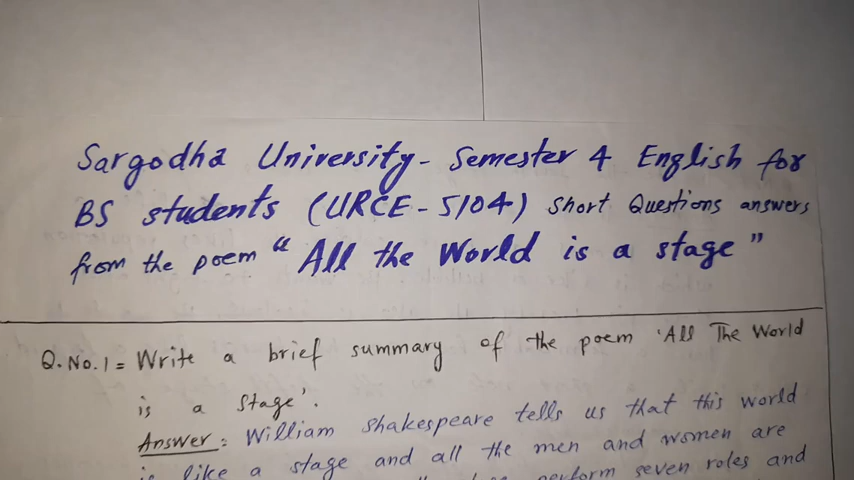 Sargodha University - Semester 4 English for
BS students (URCE - 5104) Short Questions answers
from the poem "All the World is a stage"
Q.No.1 = Write a brief summary of the poem 'All The World
is a Stage'.
Answer : William Shakespeare tells us that this world
is like a stage and all the men and women are
perform seven roles and